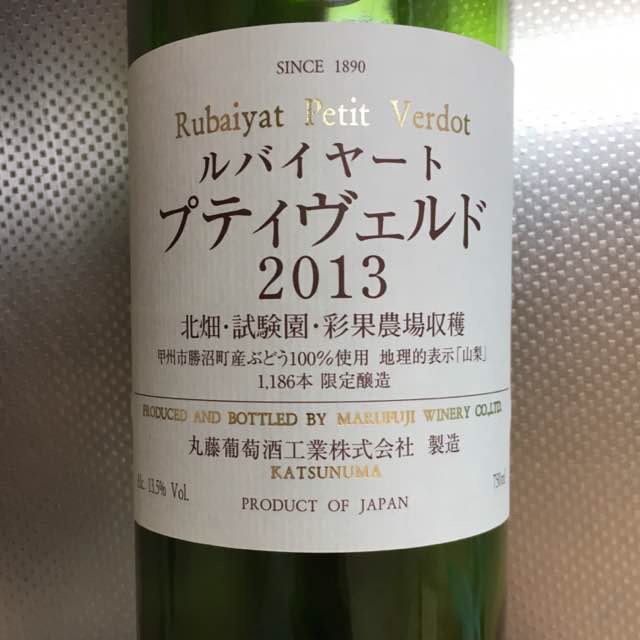 SINCE 1890
Rubaiyat Petit Verdot
ルバイヤート
プティヴェルド
2013
北畑・試験園・彩果農場収穫
甲州市勝沼町産ぶどう100%使用 地理的表示「山梨」
1,186本 限定醸造
PRODUCED AND BOTTLED BY MARUFUJI WINERY CO.,LTD.
丸藤葡萄酒工業株式会社 製造
KATSUNUMA
Alc. 13.5% Vol. 750ml
PRODUCT OF JAPAN